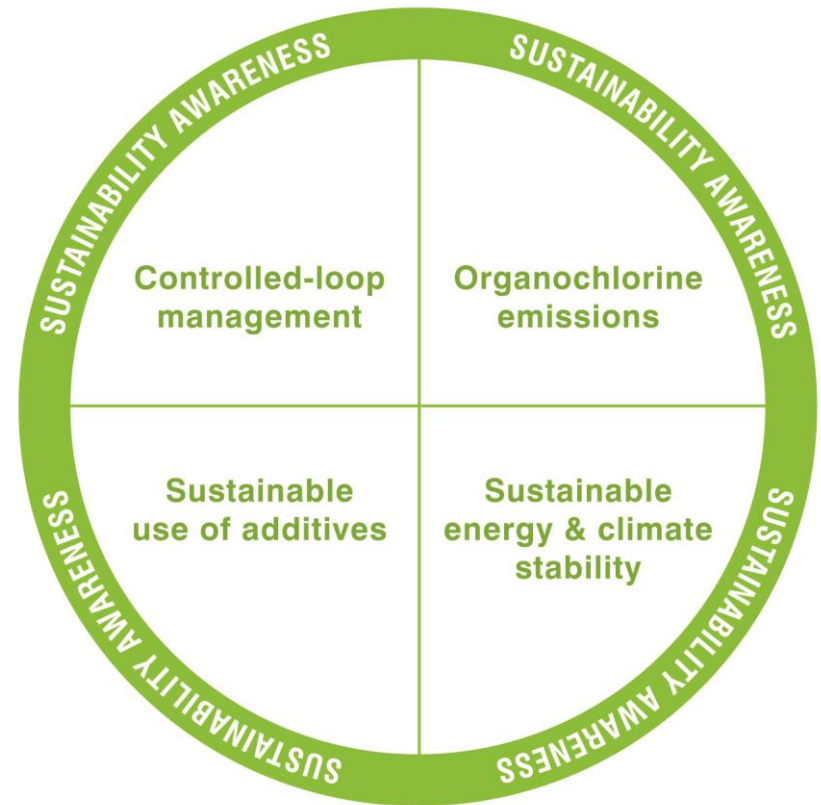 SUSTAINABILITY AWARENESS
SUSTAINABILITY AWARENESS
Controlled-loop
management
Organochlorine
emissions
Sustainable
use of additives
Sustainable
energy & climate
stability
SUSTAINABILITY AWARENESS
SUSTAINABILITY AWARENESS